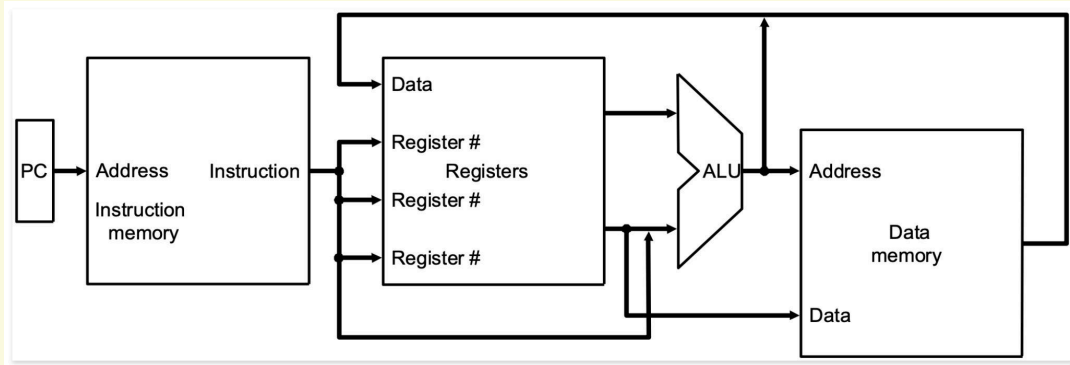 PC
Address
Instruction
Instruction
memory
Data
Register #
Registers
Register #
Register #
ALU
Address
Data
memory
Data